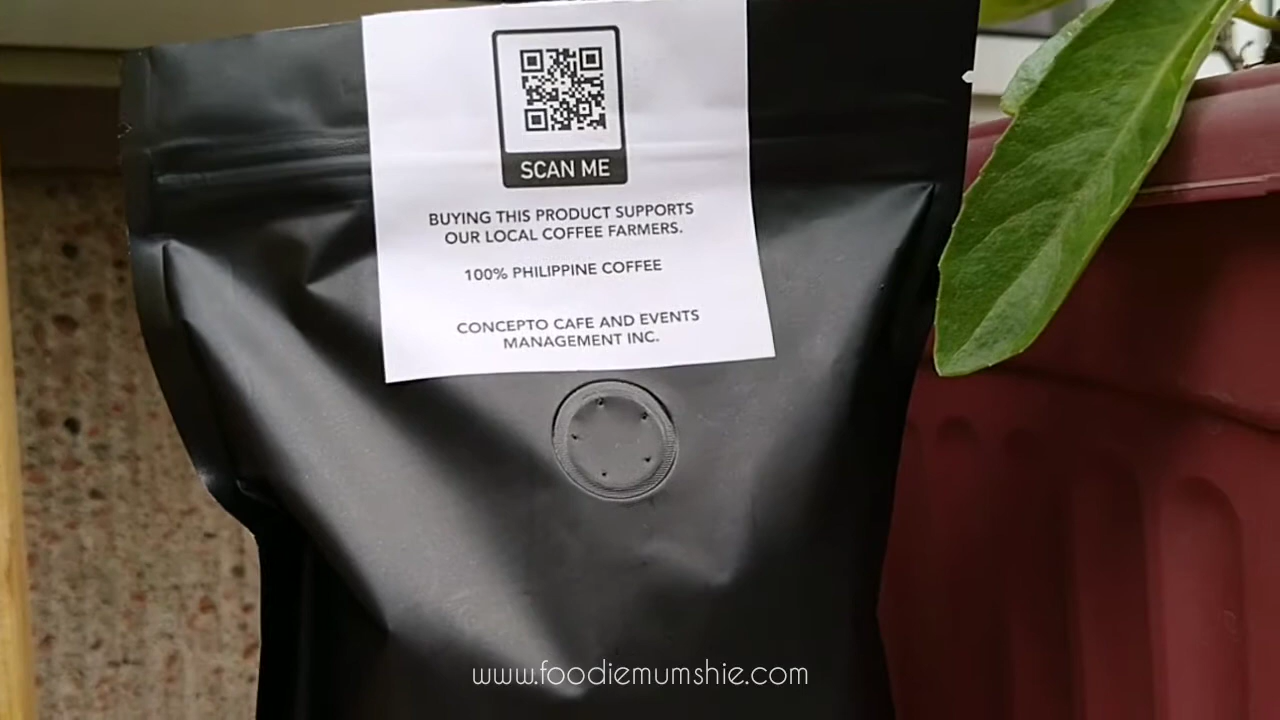 SCAN ME
BUYING THIS PRODUCT SUPPORTS
OUR LOCAL COFFEE FARMERS.
100% PHILIPPINE COFFEE
CONCEPTO CAFE AND EVENTS
MANAGEMENT INC.
www.foodiemumshie.com